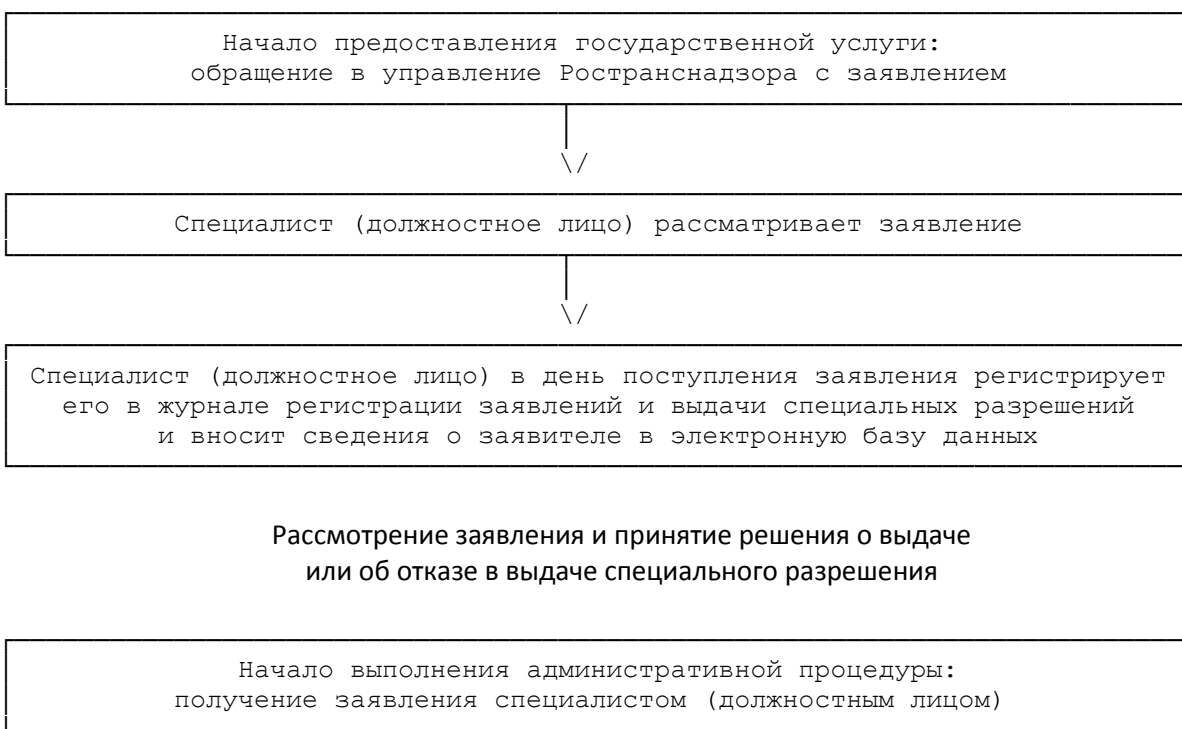 Начало предоставления государственной услуги:
обращение в управление Ространснадзора с заявлением
\/
Специалист (должностное лицо) рассматривает заявление
\/
Специалист (должностное лицо) в день поступления заявления регистрирует
его в журнале регистрации заявлений и выдачи специальных разрешений
и вносит сведения о заявителе в электронную базу данных
Рассмотрение заявления и принятие решения о выдаче
или об отказе в выдаче специального разрешения
Начало выполнения административной процедуры:
получение заявления специалистом (должностным лицом)